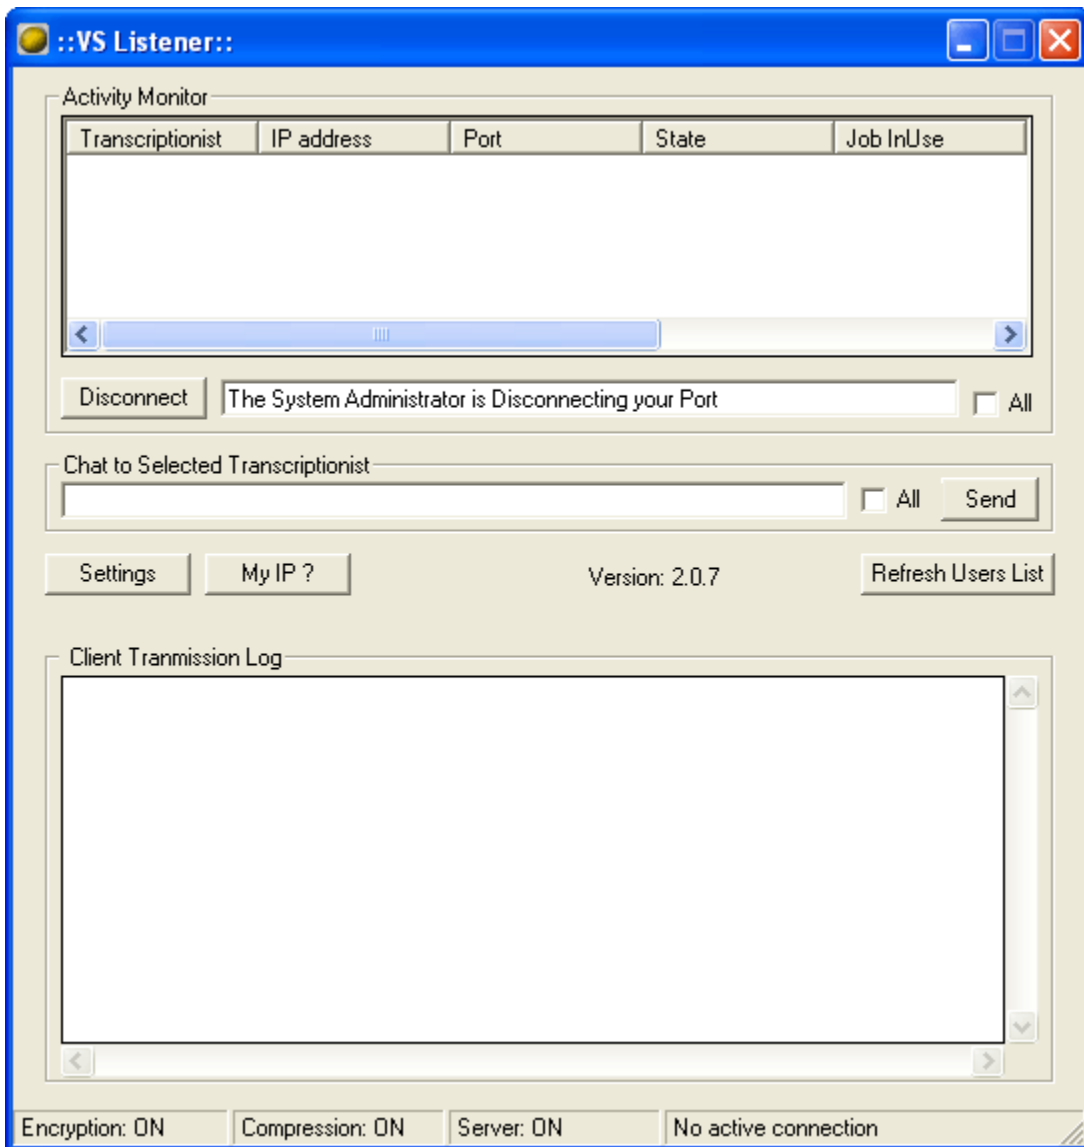 ::VS Listener::
Activity Monitor
Transcriptionist IP address Port State Job InUse
Disconnect The System Administrator is Disconnecting your Port All
Chat to Selected Transcriptionist
All Send
Settings My IP ? Version: 2.0.7 Refresh Users List
Client Tranmission Log
Encryption: ON Compression: ON Server: ON No active connection